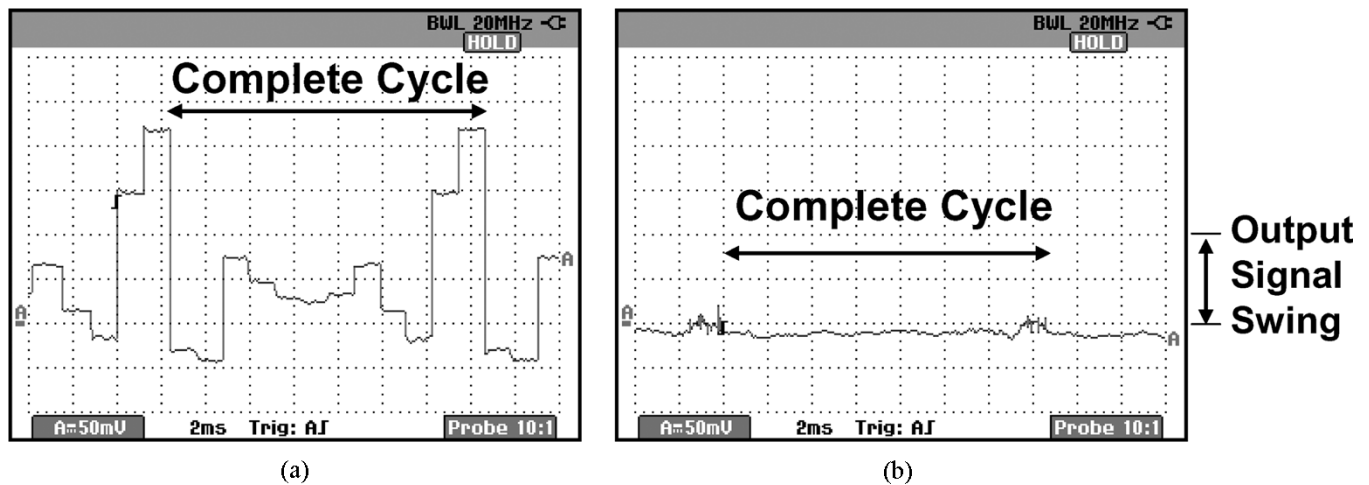 BWL 20MHz
HOLD
Complete Cycle
A
A
A=50mV 2ms Trig: A Probe 10:1
(a)
BWL 20MHz
HOLD
Complete Cycle
A
A
A=50mV 2ms Trig: A Probe 10:1
(b)
Output
Signal
Swing